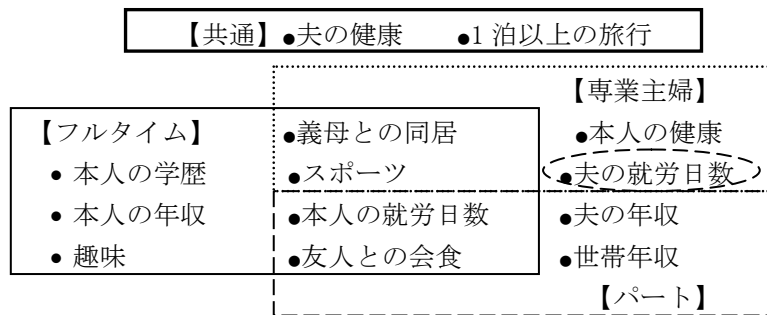 【共通】●夫の健康 ●1 泊以上の旅行
【専業主婦】
【フルタイム】 ●義母との同居 ●本人の健康
● 本人の学歴 ●スポーツ ●夫の就労日数
● 本人の年収 ●本人の就労日数 ●夫の年収
● 趣味 ●友人との会食 ●世帯年収
【パート】